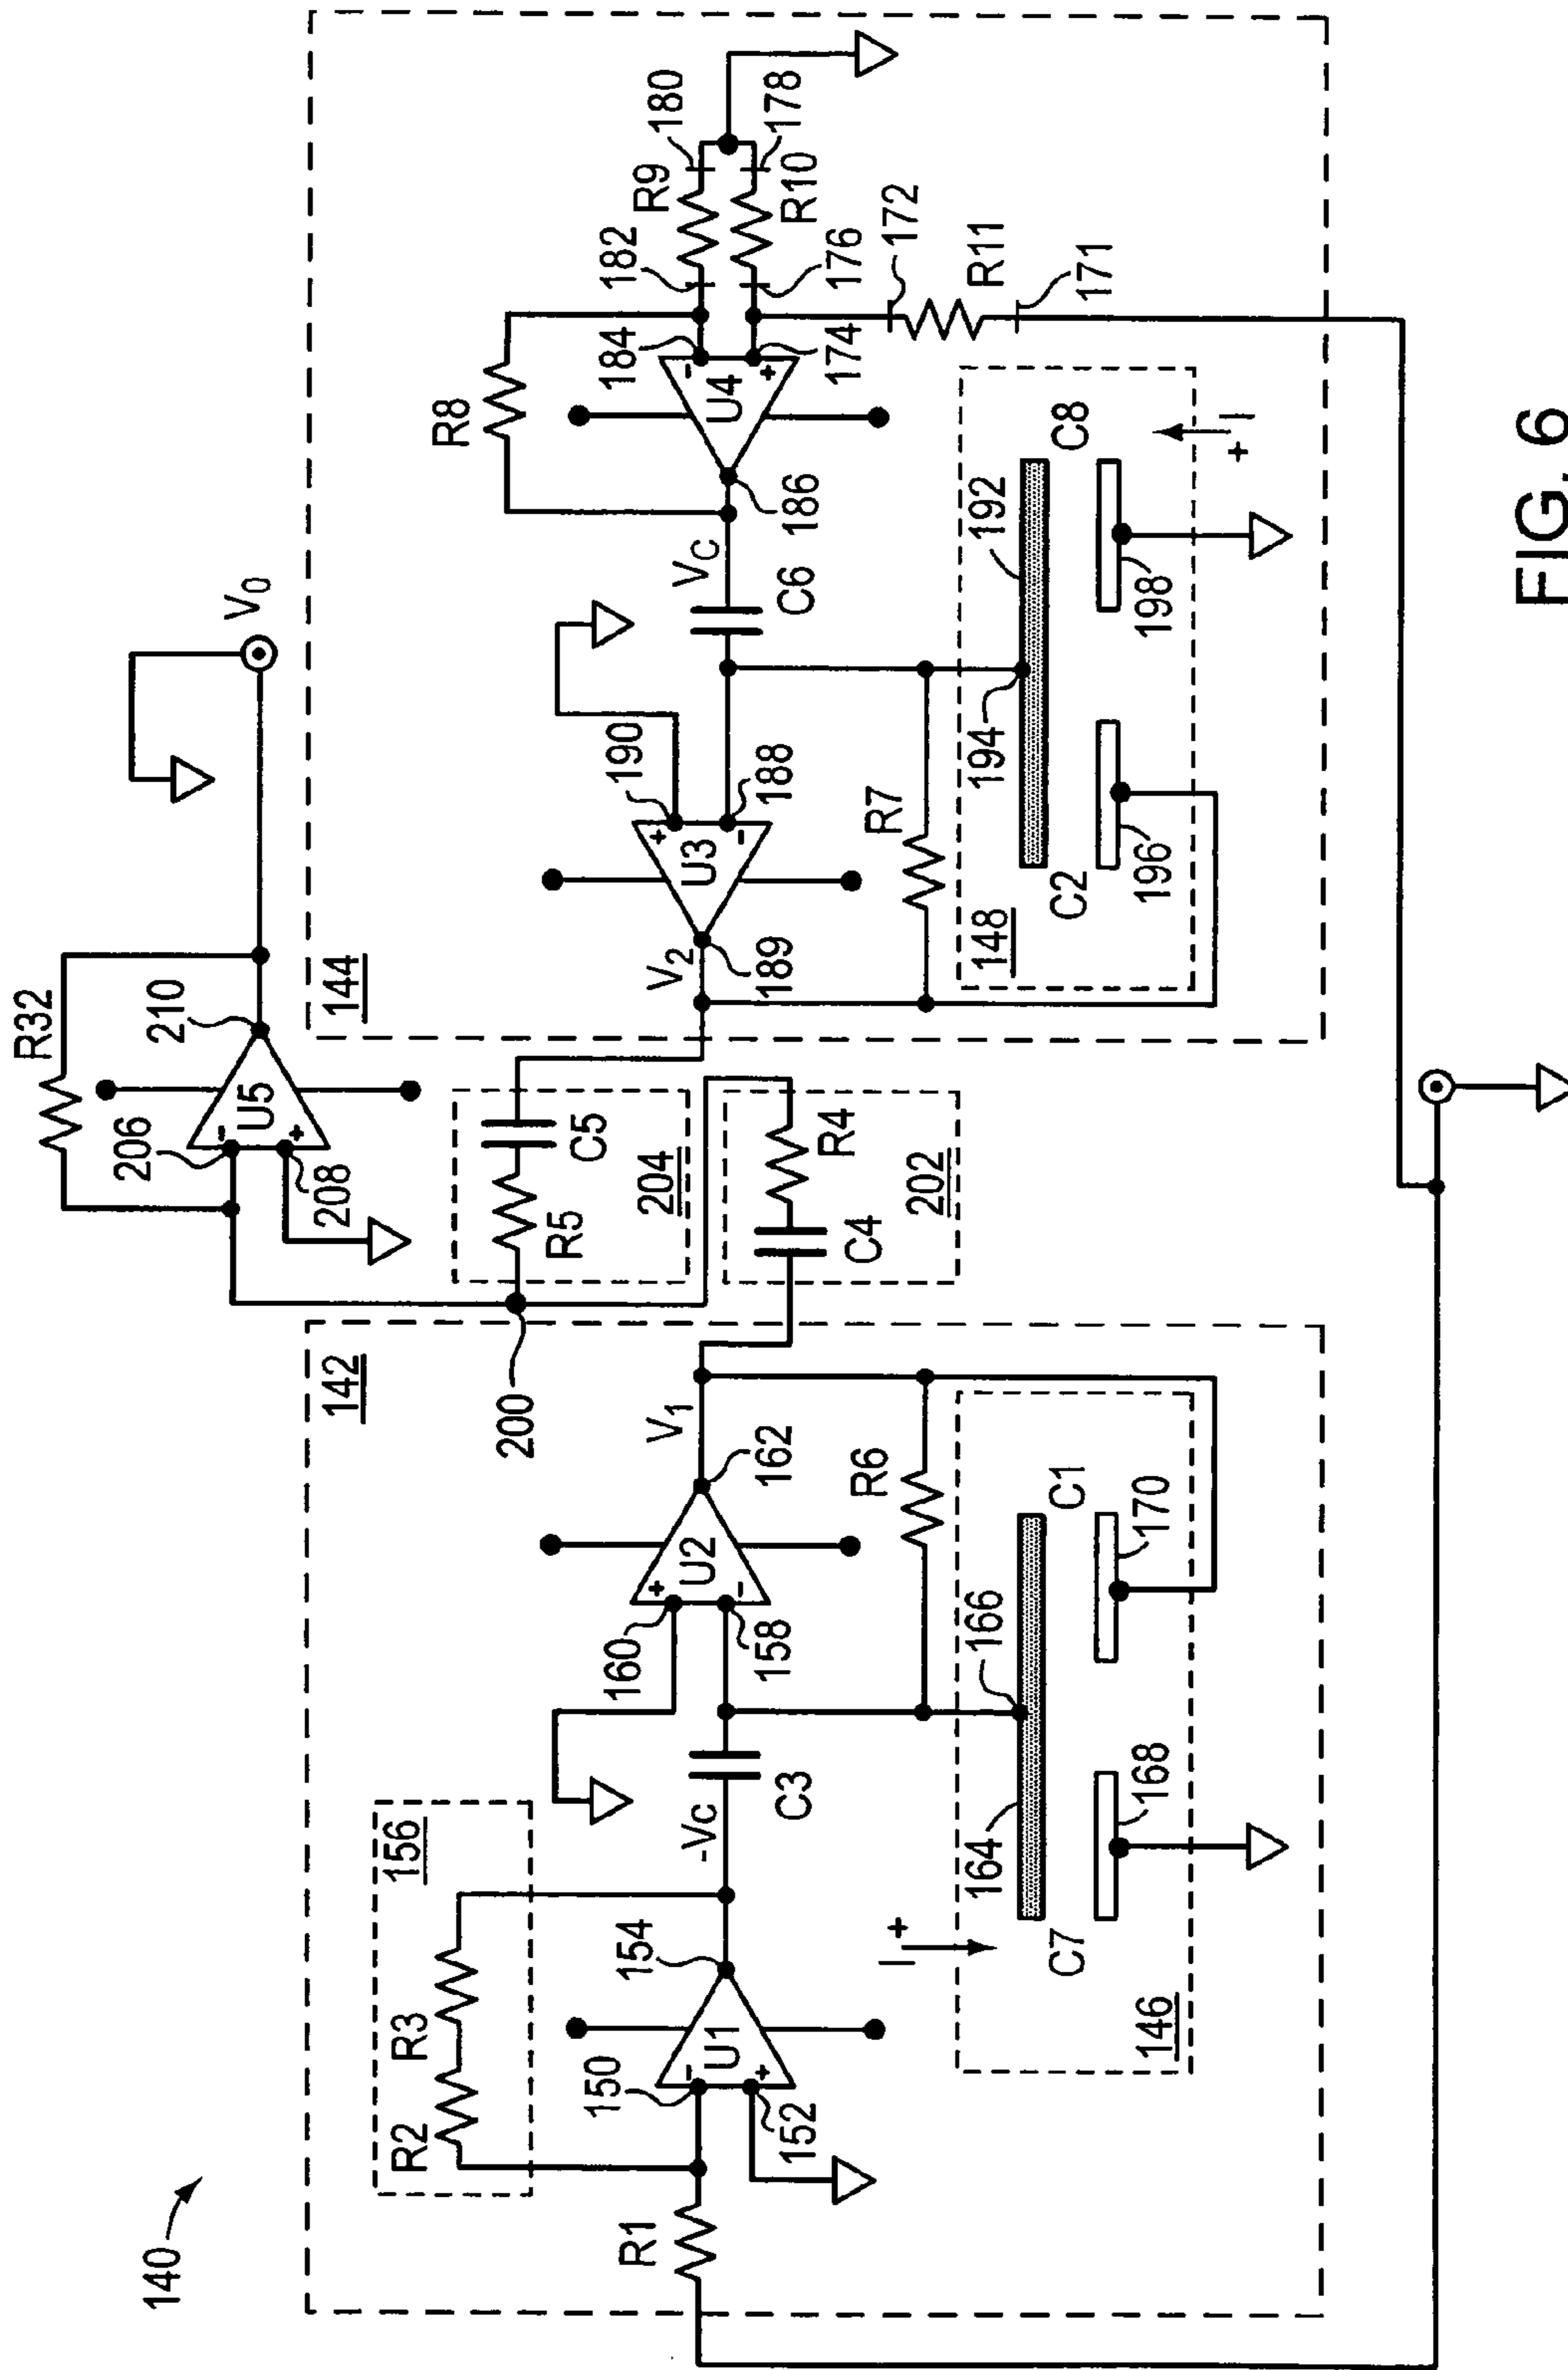 140
142
R1
R2
R3
156
150
152
U1
-
+
154
-Vc
C3
160
158
U2
+
-
162
V1
R6
I
+
164
166
C7
C1
168
170
146
200
R5
C5
204
C4
R4
202
206
208
U5
-
+
210
R32
V0
144
V2
189
U3
+
-
190
188
R7
C6
VC
186
R8
U4
-
+
184
174
182
R9
180
176
R10
178
172
R11
171
148
C2
C8
192
194
196
198
I
+
FIG. 6